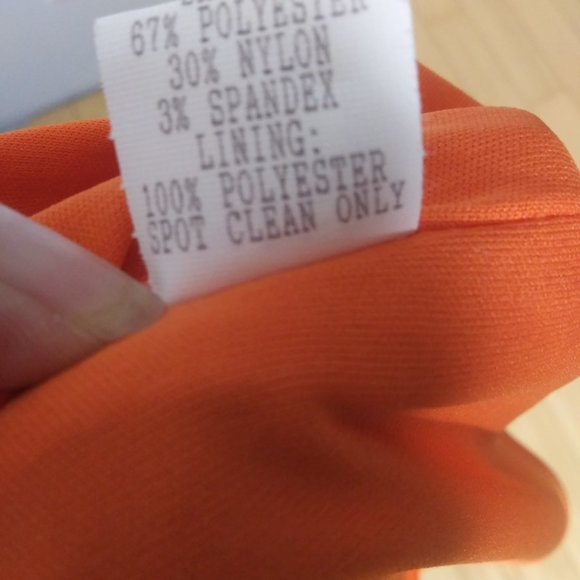 67% POLYESTER
30% NYLON
3% SPANDEX
LINING:
100% POLYESTER
SPOT CLEAN ONLY